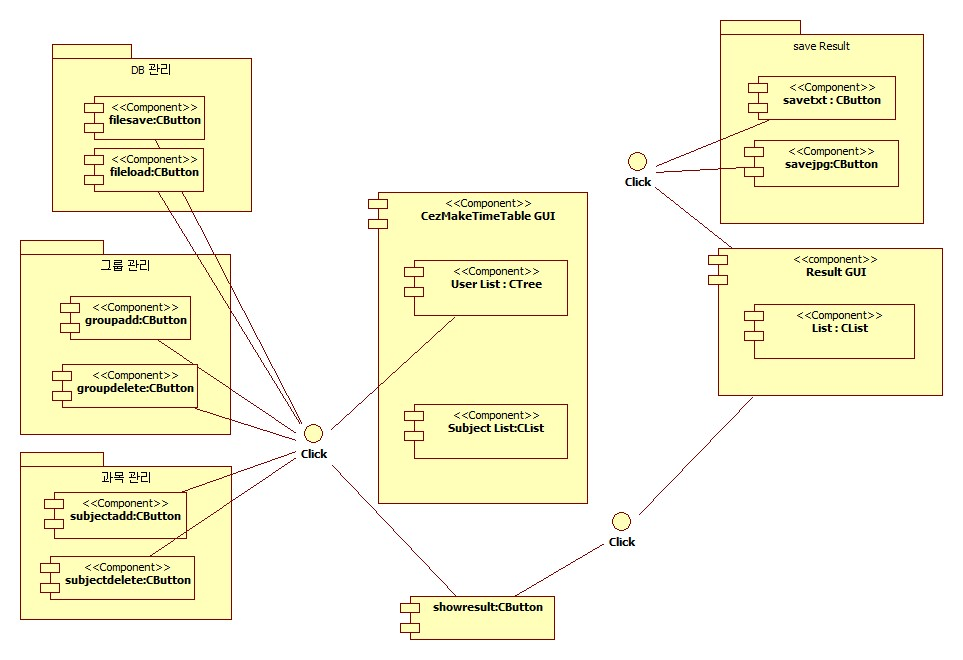 DB 관리
<<Component>>
filesave:CButton
<<Component>>
fileload:CButton
그룹 관리
<<Component>>
groupadd:CButton
<<Component>>
groupdelete:CButton
과목 관리
<<Component>>
subjectadd:CButton
<<Component>>
subjectdelete:CButton
Click
<<Component>>
CezMakeTimeTable GUI
<<Component>>
User List : CTree
<<Component>>
Subject List:CList
showresult:CButton
Click
Click
save Result
<<Component>>
savetxt : CButton
<<Component>>
savejpg:CButton
<<component>>
Result GUI
<<Component>>
List : CList